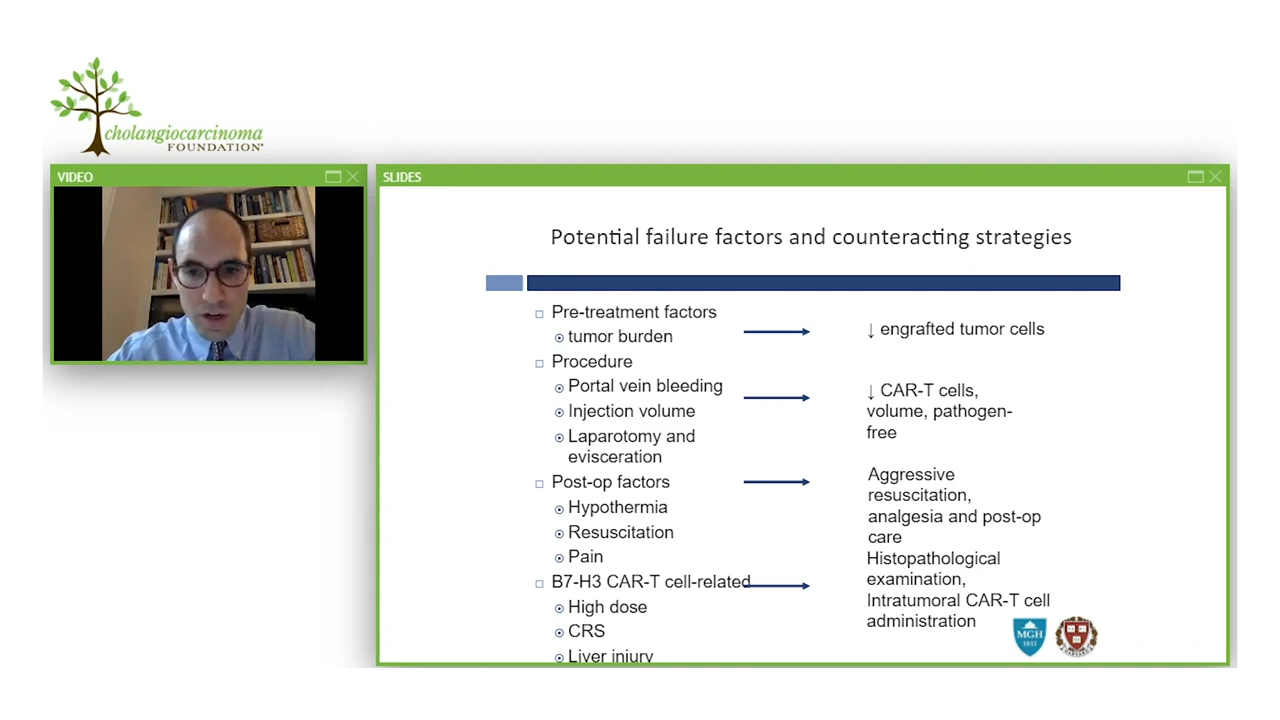 cholangiocarcinoma
FOUNDATION®
VIDEO
SLIDES
Potential failure factors and counteracting strategies
Pre-treatment factors
tumor burden
Procedure
Portal vein bleeding
Injection volume
Laparotomy and
evisceration
Post-op factors
Hypothermia
Resuscitation
Pain
B7-H3 CAR-T cell-related
High dose
CRS
Liver injury
↓ engrafted tumor cells
↓ CAR-T cells,
volume, pathogen-
free
Aggressive
resuscitation,
analgesia and post-op
care
Histopathological
examination,
Intratumoral CAR-T cell
administration
MGH
1811